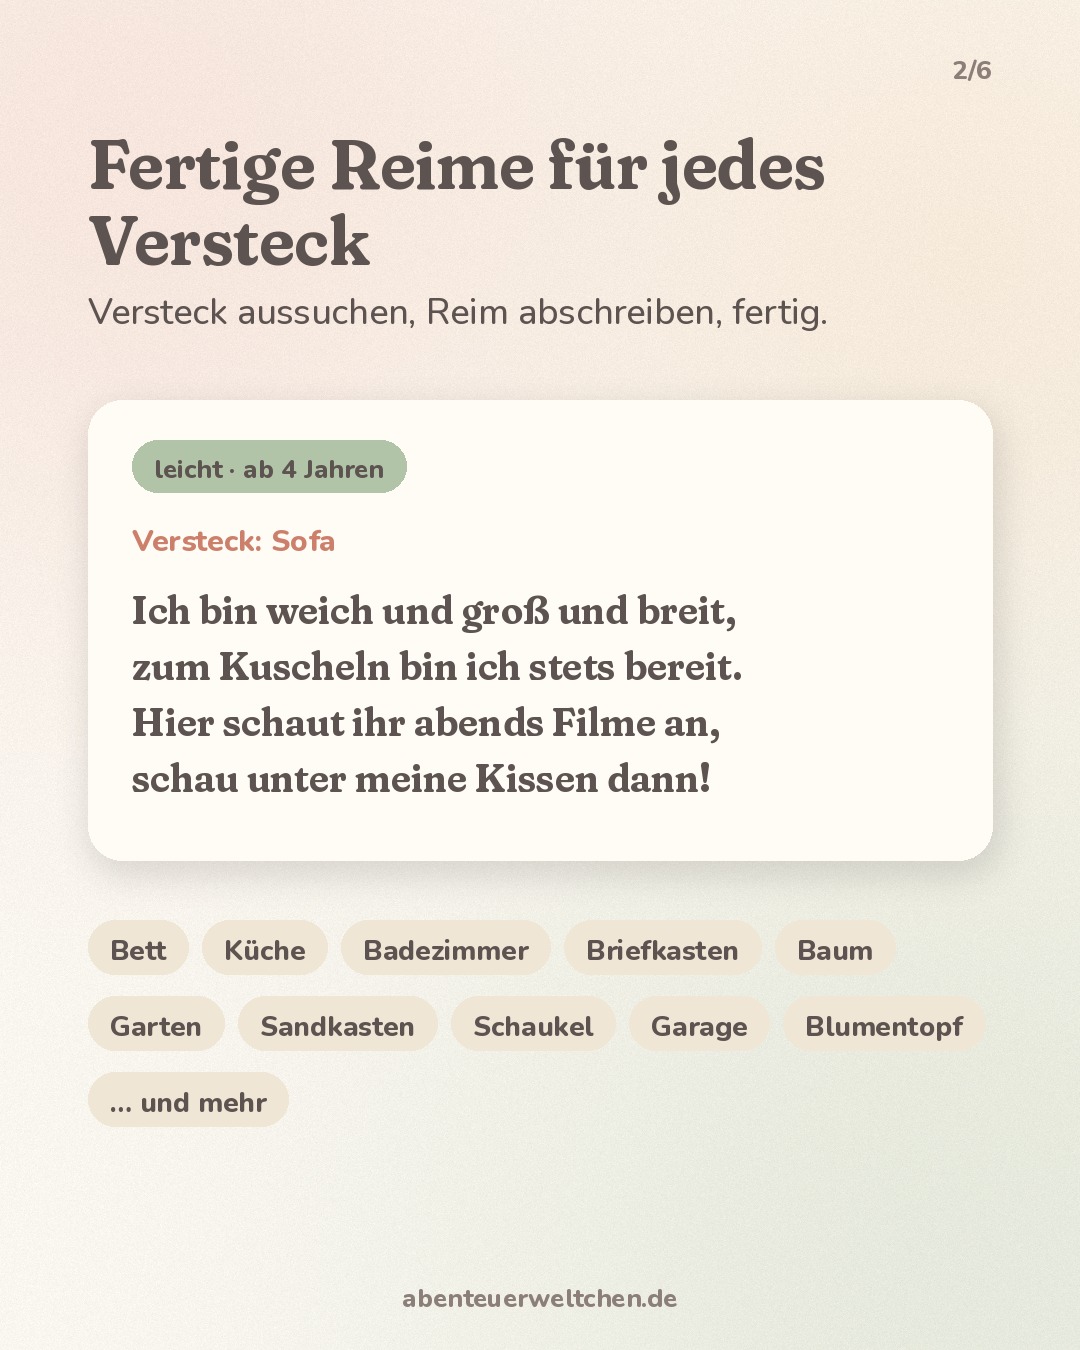 2/6
Fertige Reime für jedes
Versteck
Versteck aussuchen, Reim abschreiben, fertig.
leicht · ab 4 Jahren
Versteck: Sofa
Ich bin weich und groß und breit,
zum Kuscheln bin ich stets bereit.
Hier schaut ihr abends Filme an,
schau unter meine Kissen dann!
Bett Küche Badezimmer Briefkasten Baum
Garten Sandkasten Schaukel Garage Blumentopf
... und mehr
abenteuerweltchen.de